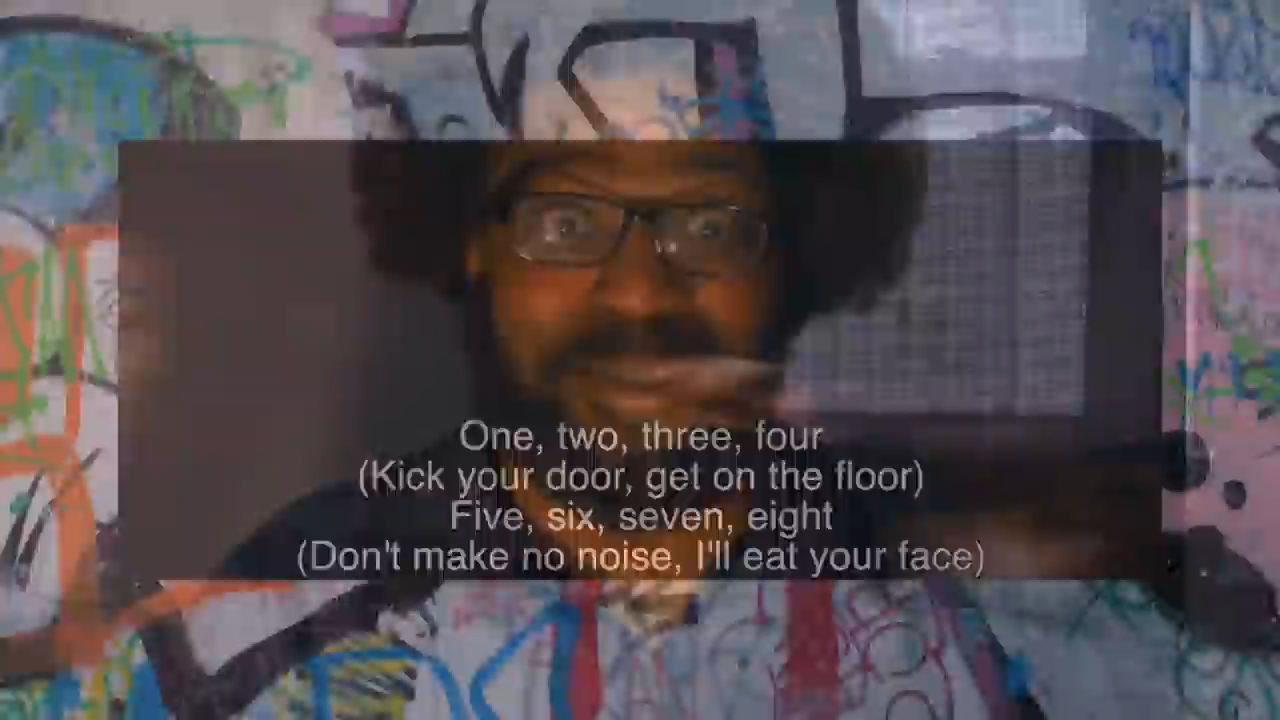 One, two, three, four
(Kick your door, get on the floor)
Five, six, seven, eight
(Don't make no noise, I'll eat your face)